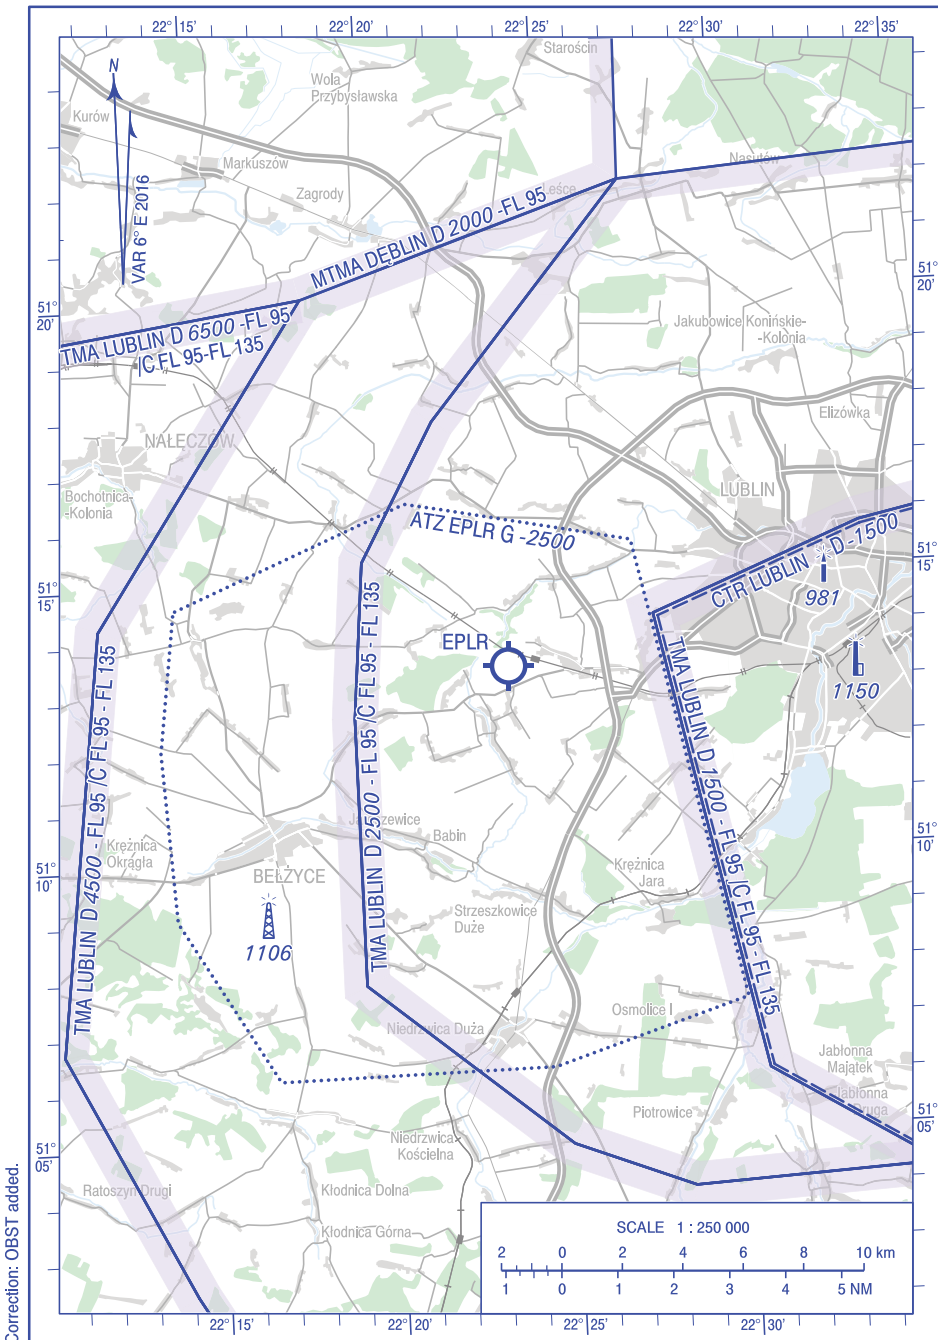 22° 15’ 22° 20’ 22° 25’ 22° 30’ 22° 35’
Starościn
N
Wola
Przybysławska
Kurów
Markuszów
Nasutów
Zagrody
VAR 6° E 2016
MTMA DĘBLIN D 2000 -FL 95
51°
20’
51°
20’
TMA LUBLIN D 6500 -FL 95
/C FL 95-FL 135
Jakubowice Konińskie-
-Kolonia
Elizówka
NAŁĘCZÓW
Bochotnica-
-Kolonia
LUBLIN
ATZ EPLR G -2500
51°
15’
CTR LUBLIN D -1500
981
51°
15’
EPLR
1150
TMA LUBLIN D 4500 - FL 95 /C FL 95 - FL 135
TMA LUBLIN D 2500 - FL 95 /C FL 95 - FL 135
TMA LUBLIN D 1500 - FL 95 /C FL 95 - FL 135
Babin
51°
10’
Krężnica
Okrągła
BEŁŻYCE
Krężnica
Jara
51°
10’
Strzeszkowice
Duże
1106
Osmolice I
Niedrzwica Duża
Jabłonna
Majątek
Jabłonna
Druga
Piotrowice
51°
05’
Niedrzwica
Kościelna
51°
05’
Ratoszyn Drugi
Kłodnica Dolna
Kłodnica Górna
SCALE 1 : 250 000
2 0 2 4 6 8 10 km
1 0 1 2 3 4 5 NM
22° 15’ 22° 20’ 22° 25’ 22° 30’
Correction: OBST added.